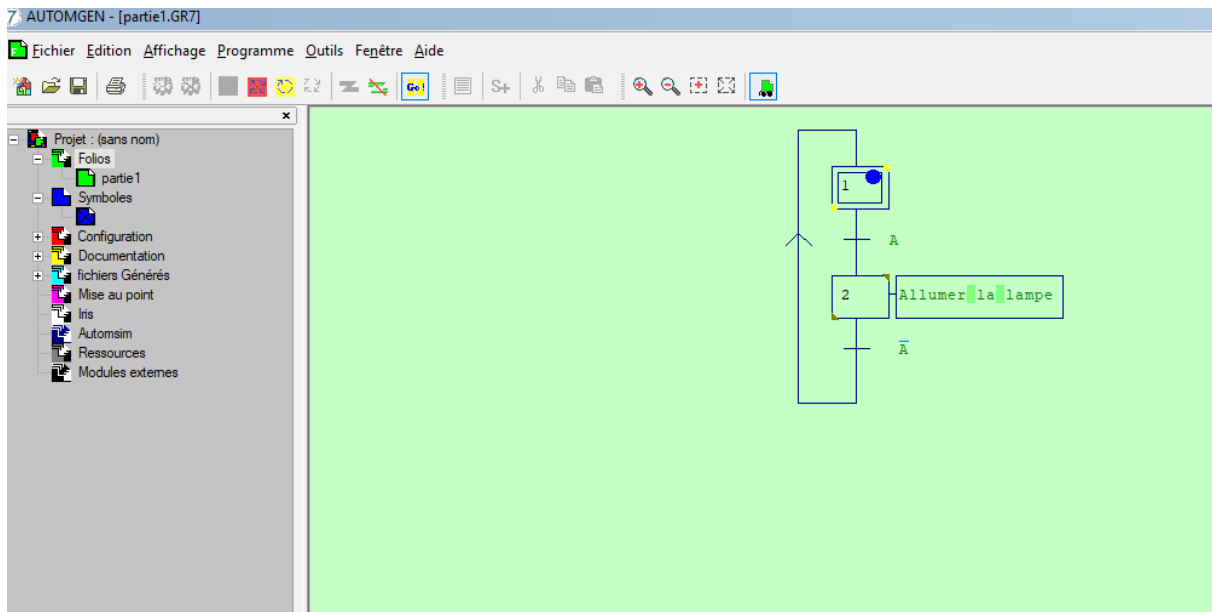 AUTOMGEN - [partie1.GR7]
Fichier Edition Affichage Programme Outils Fenêtre Aide
Go! S+
Projet : (sans nom)
Folios
partie1
Symboles
Configuration
Documentation
fichiers Générés
Mise au point
Iris
Automsim
Ressources
Modules externes
1
A
2 Allumer la lampe
A̅